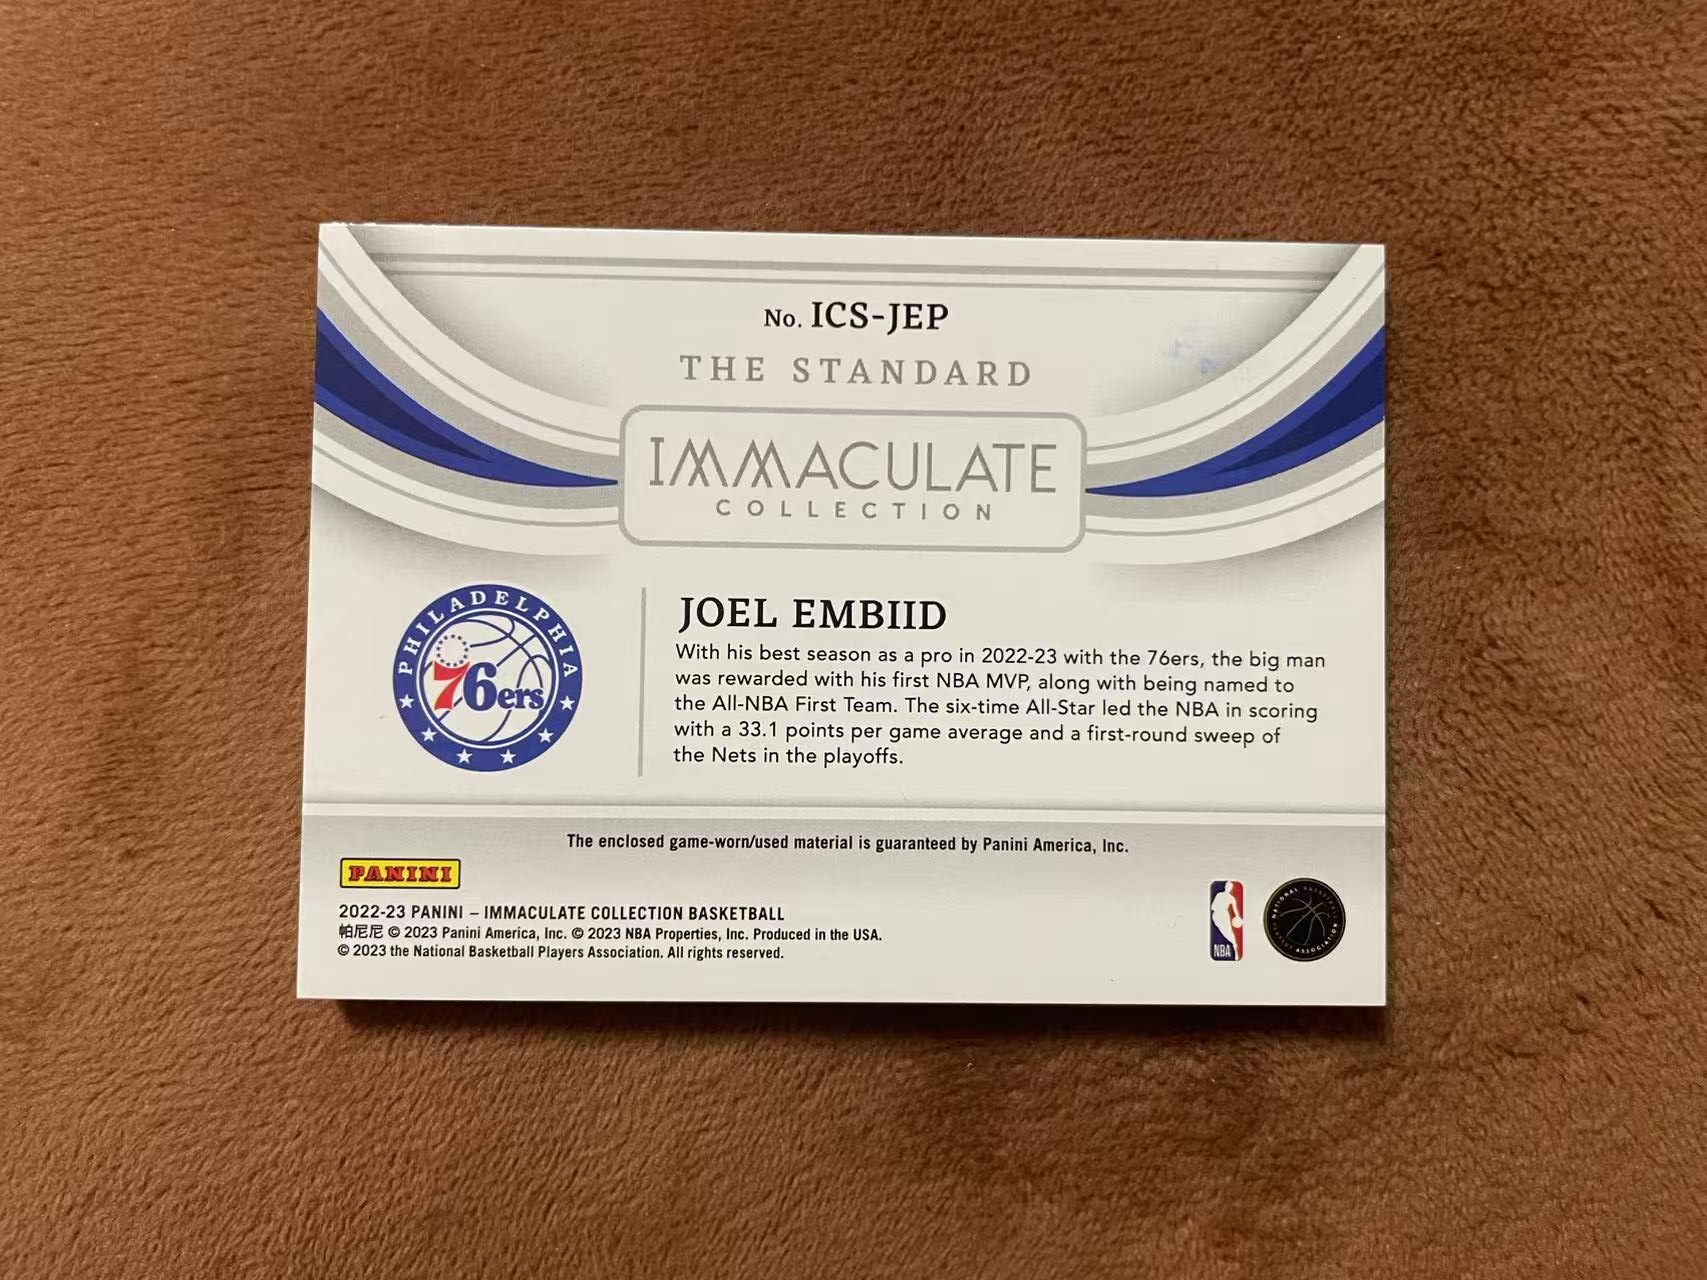 No. ICS-JEP
THE STANDARD
IMMACULATE
COLLECTION
PHILADELPHIA
76ers
JOEL EMBIID
With his best season as a pro in 2022-23 with the 76ers, the big man
was rewarded with his first NBA MVP, along with being named to
the All-NBA First Team. The six-time All-Star led the NBA in scoring
with a 33.1 points per game average and a first-round sweep of
the Nets in the playoffs.
The enclosed game-worn/used material is guaranteed by Panini America, Inc.
PANINI
2022-23 PANINI – IMMACULATE COLLECTION BASKETBALL
帕尼尼 © 2023 Panini America, Inc. © 2023 NBA Properties, Inc. Produced in the USA.
© 2023 the National Basketball Players Association. All rights reserved.
NBA
NATIONAL BASKETBALL
PLAYERS ASSOCIATION